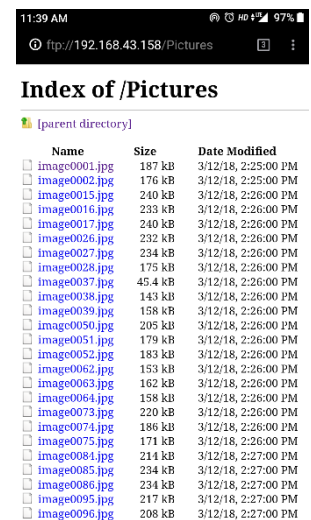 11:39 AM HD LTE 97%
ftp://192.168.43.158/Pictures 3
Index of /Pictures
[parent directory]
Name Size Date Modified
image0001.jpg 187 kB 3/12/18, 2:25:00 PM
image0002.jpg 176 kB 3/12/18, 2:25:00 PM
image0015.jpg 240 kB 3/12/18, 2:26:00 PM
image0016.jpg 233 kB 3/12/18, 2:26:00 PM
image0017.jpg 240 kB 3/12/18, 2:26:00 PM
image0026.jpg 232 kB 3/12/18, 2:26:00 PM
image0027.jpg 234 kB 3/12/18, 2:26:00 PM
image0028.jpg 175 kB 3/12/18, 2:26:00 PM
image0037.jpg 45.4 kB 3/12/18, 2:26:00 PM
image0038.jpg 143 kB 3/12/18, 2:26:00 PM
image0039.jpg 158 kB 3/12/18, 2:26:00 PM
image0050.jpg 205 kB 3/12/18, 2:26:00 PM
image0051.jpg 179 kB 3/12/18, 2:26:00 PM
image0052.jpg 183 kB 3/12/18, 2:26:00 PM
image0062.jpg 153 kB 3/12/18, 2:26:00 PM
image0063.jpg 162 kB 3/12/18, 2:26:00 PM
image0064.jpg 158 kB 3/12/18, 2:26:00 PM
image0073.jpg 220 kB 3/12/18, 2:26:00 PM
image0074.jpg 186 kB 3/12/18, 2:26:00 PM
image0075.jpg 171 kB 3/12/18, 2:26:00 PM
image0084.jpg 214 kB 3/12/18, 2:27:00 PM
image0085.jpg 234 kB 3/12/18, 2:27:00 PM
image0086.jpg 234 kB 3/12/18, 2:27:00 PM
image0095.jpg 217 kB 3/12/18, 2:27:00 PM
image0096.jpg 208 kB 3/12/18, 2:27:00 PM